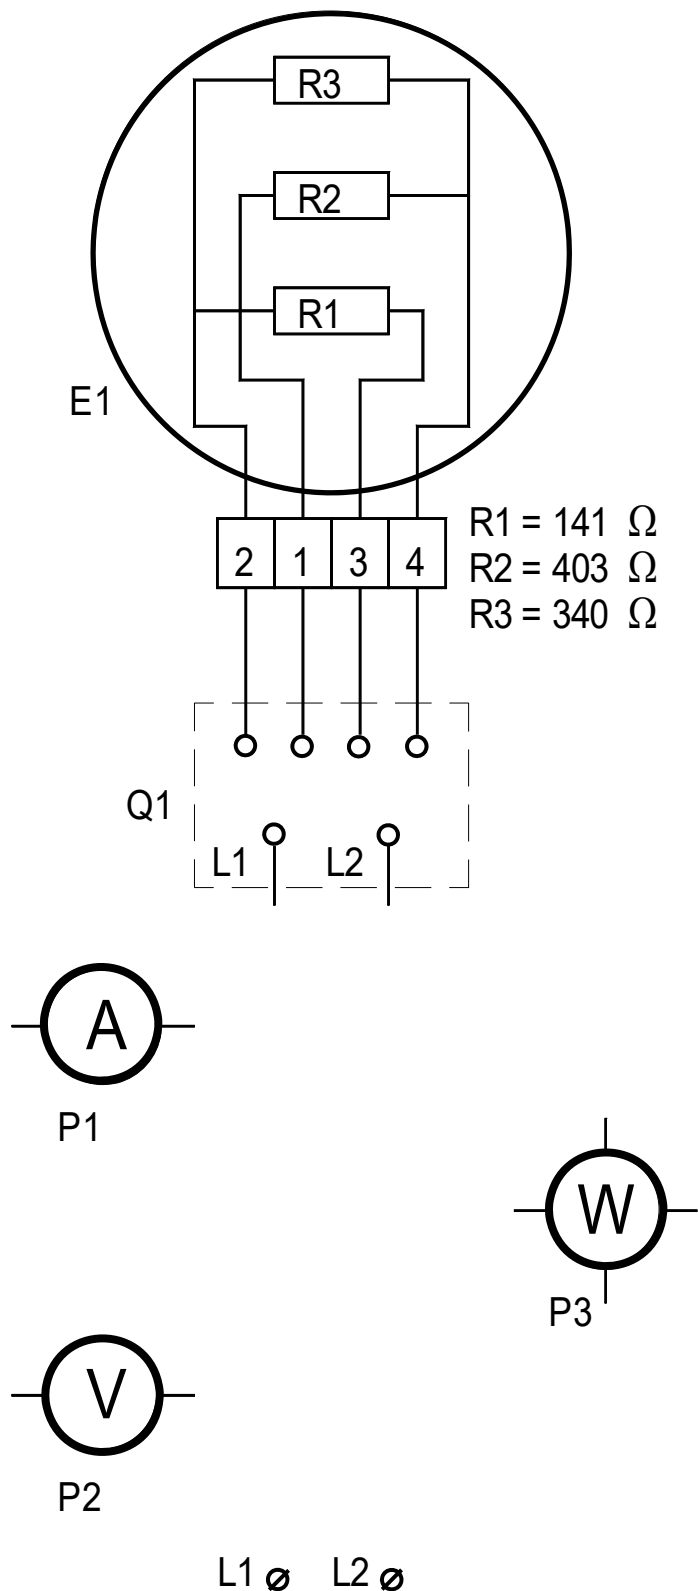 R3
R2
R1
E1
R1 = 141 Ω
2 1 3 4
R2 = 403 Ω
R3 = 340 Ω
Q1
L1 L2
A
P1
W
P3
V
P2
L1 L2